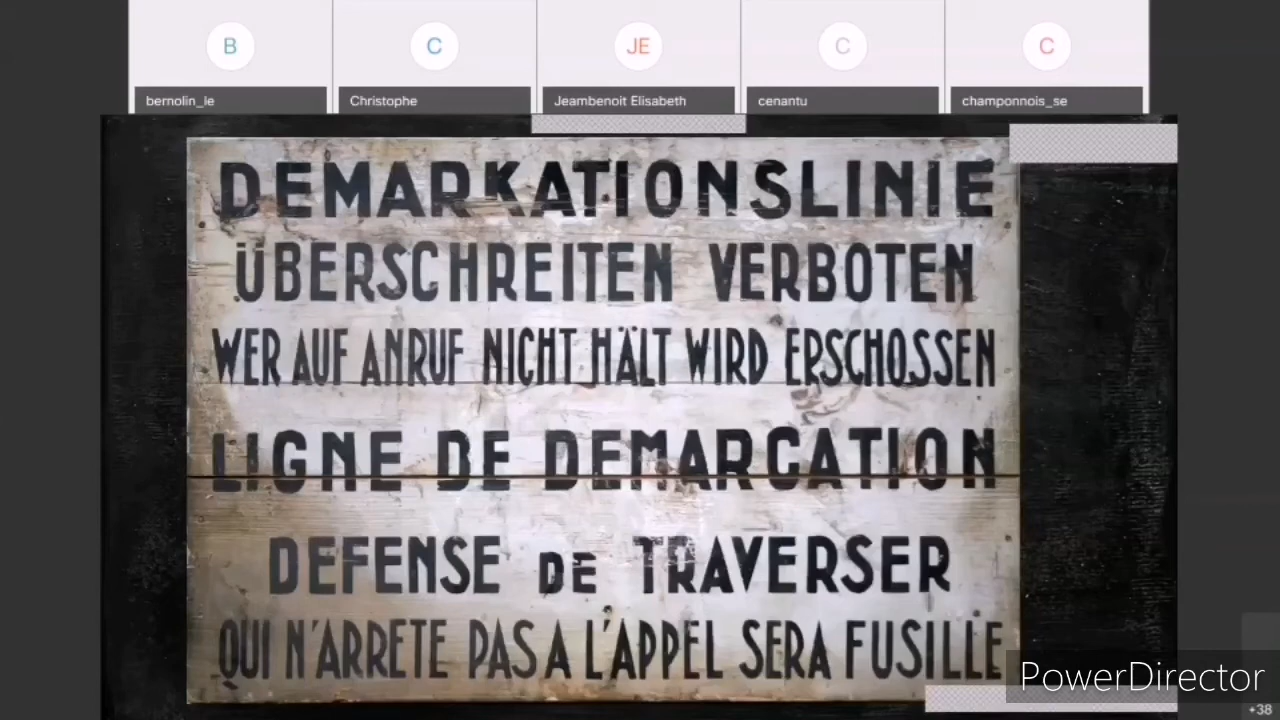 B C JE C C
bernolin_le Christophe Jeambenoit Elisabeth cenantu champonnois_se
DEMARKATIONSLINIE
ÜBERSCHREITEN VERBOTEN
WER AUF ANRUF NICHT HÄLT WIRD ERSCHOSSEN
LIGNE DE DEMARCATION
DEFENSE DE TRAVERSER
QUI N'ARRETE PAS A L'APPEL SERA FUSILLE
PowerDirector
+38